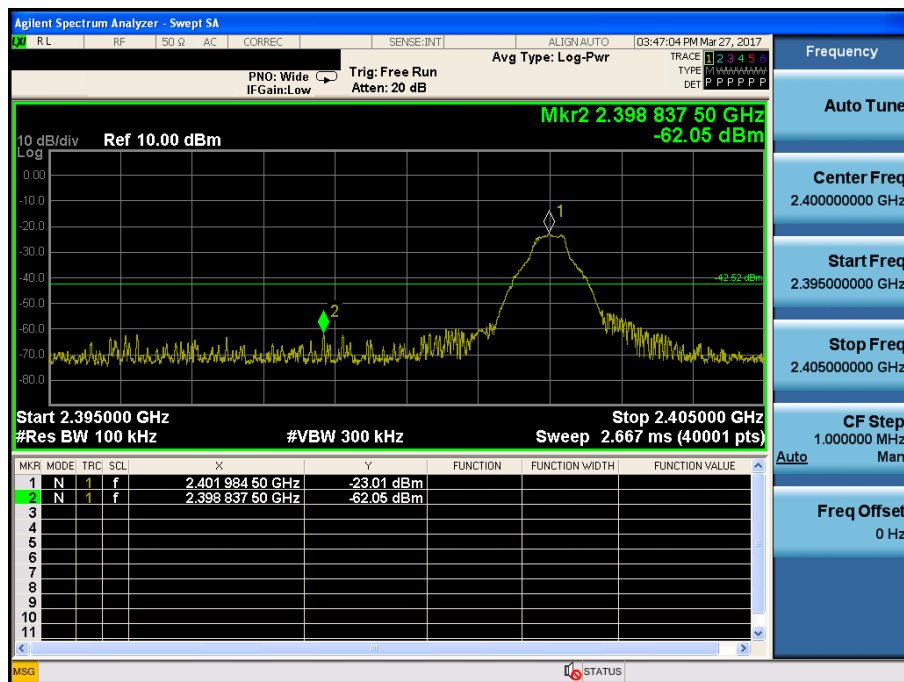 Agilent Spectrum Analyzer - Swept SA
LXI RL RF 50 Ω AC CORREC SENSE:INT ALIGN AUTO 03:47:04 PM Mar 27, 2017
Avg Type: Log-Pwr
TRACE 1 2 3 4 5 6
PNO: Wide Trig: Free Run
TYPE M W W W W W
IFGain:Low Atten: 20 dB
DET P P P P P P
Mkr2 2.398 837 50 GHz
10 dB/div Ref 10.00 dBm -62.05 dBm
Log
0.00
-10.0
1
-20.0
-30.0
-40.0
-42.52 dBm
-50.0
2
-60.0
-70.0
-80.0
Start 2.395000 GHz Stop 2.405000 GHz
#Res BW 100 kHz #VBW 300 kHz Sweep 2.667 ms (40001 pts)
MKR MODE TRC SCL X Y FUNCTION FUNCTION WIDTH FUNCTION VALUE
1 N 1 f 2.401 984 50 GHz -23.01 dBm
2 N 1 f 2.398 837 50 GHz -62.05 dBm
3
4
5
6
7
8
9
10
11
MSG STATUS
Frequency
Auto Tune
Center Freq
2.400000000 GHz
Start Freq
2.395000000 GHz
Stop Freq
2.405000000 GHz
CF Step
1.000000 MHz
Auto Man
Freq Offset
0 Hz